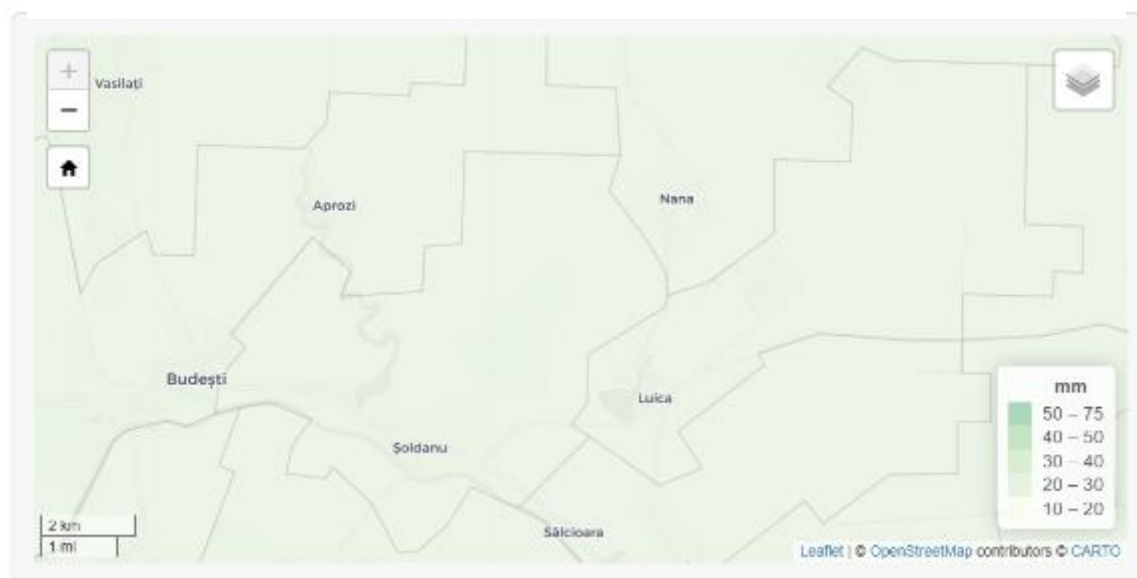 +
Vasilați
−
Aprozi
Nana
Budești
Luica
Șoldanu
Sălcioara
mm
50 – 75
40 – 50
30 – 40
20 – 30
10 – 20
2 km
1 mi
Leaflet | © OpenStreetMap contributors © CARTO